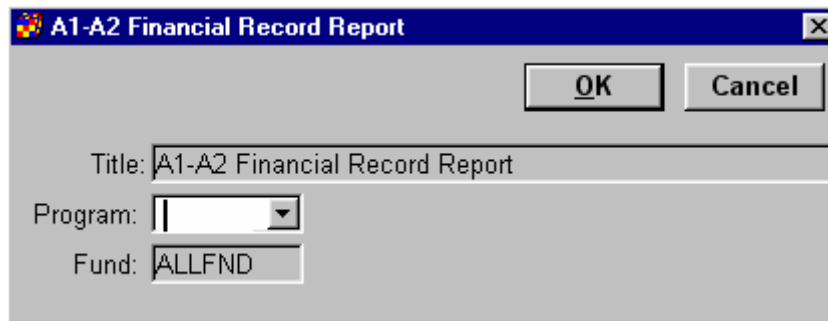 A1-A2 Financial Record Report
OK Cancel
Title: A1-A2 Financial Record Report
Program:
Fund: ALLFND